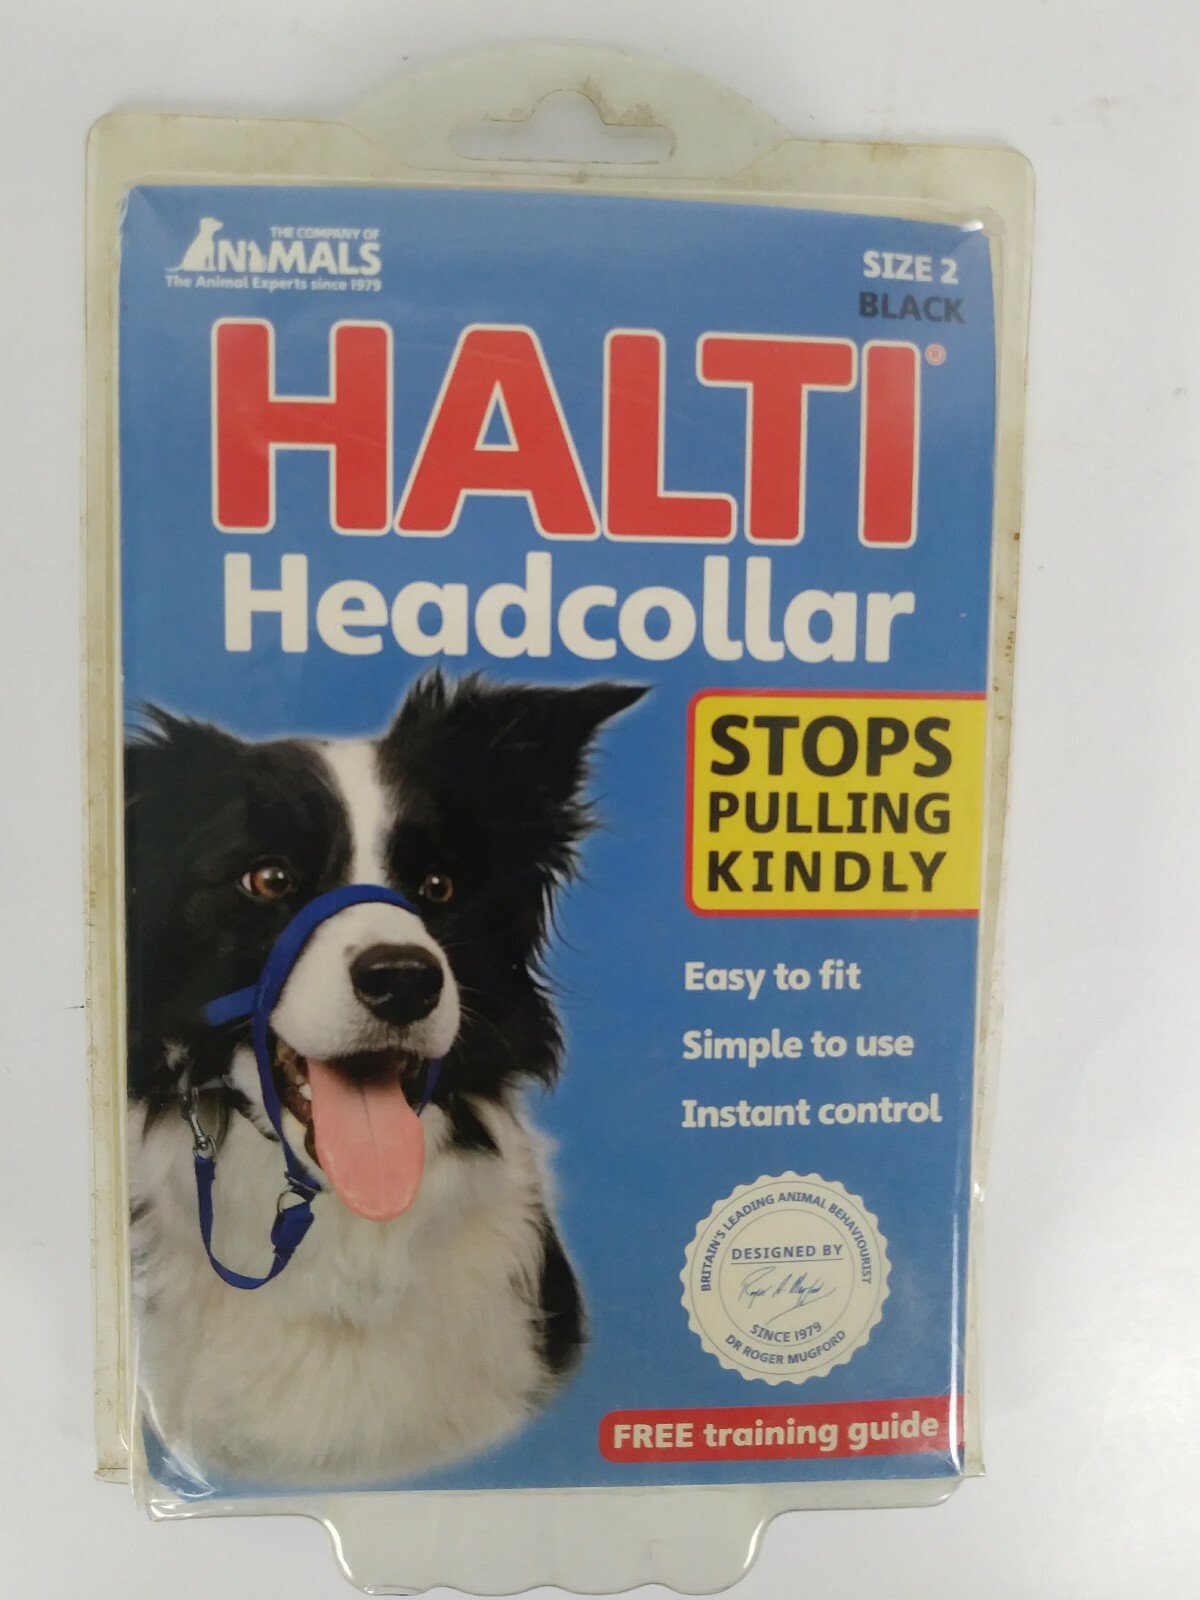 THE COMPANY OF
ANIMALS
The Animal Experts since 1979
SIZE 2
BLACK
HALTI®
Headcollar
STOPS
PULLING
KINDLY
Easy to fit
Simple to use
Instant control
BRITAIN'S LEADING ANIMAL BEHAVIOURIST
DESIGNED BY
Roger A Mugford
SINCE 1979
DR ROGER MUGFORD
FREE training guide